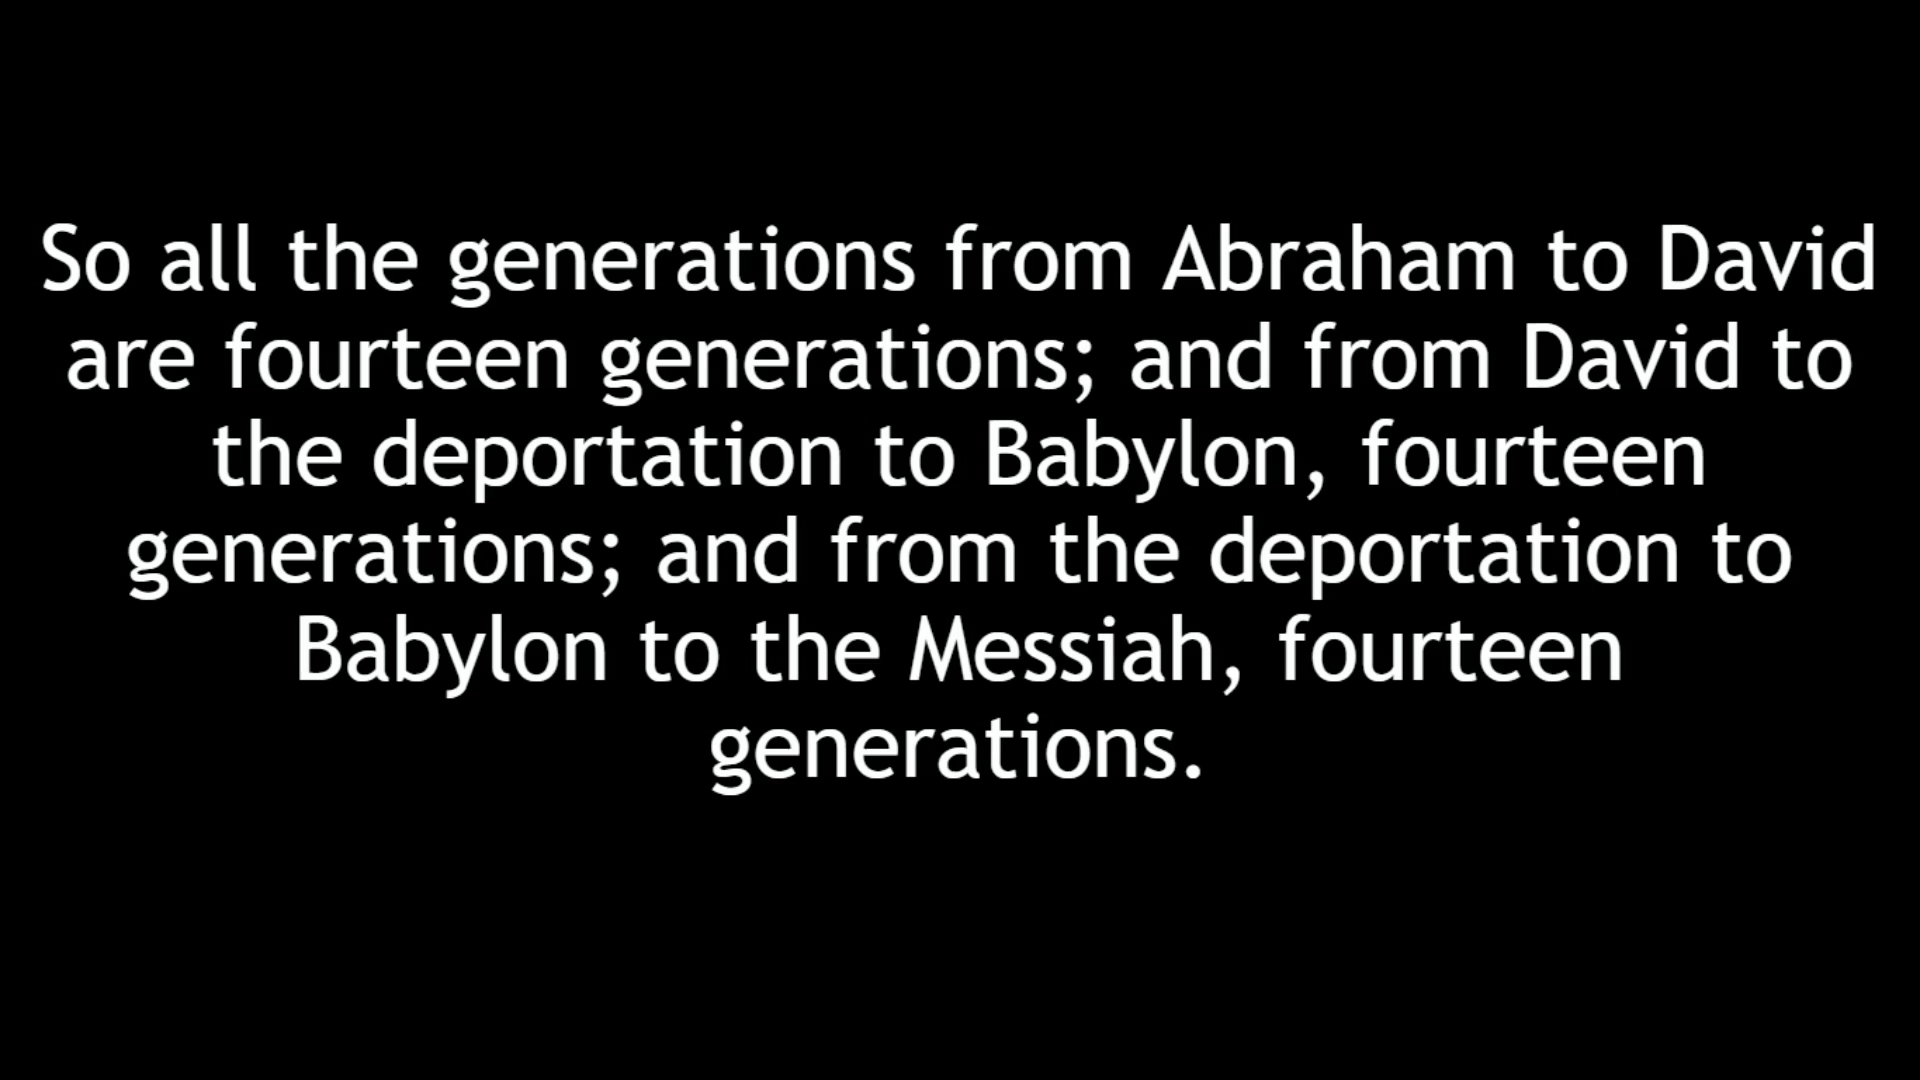 So all the generations from Abraham to David
are fourteen generations; and from David to
the deportation to Babylon, fourteen
generations; and from the deportation to
Babylon to the Messiah, fourteen
generations.